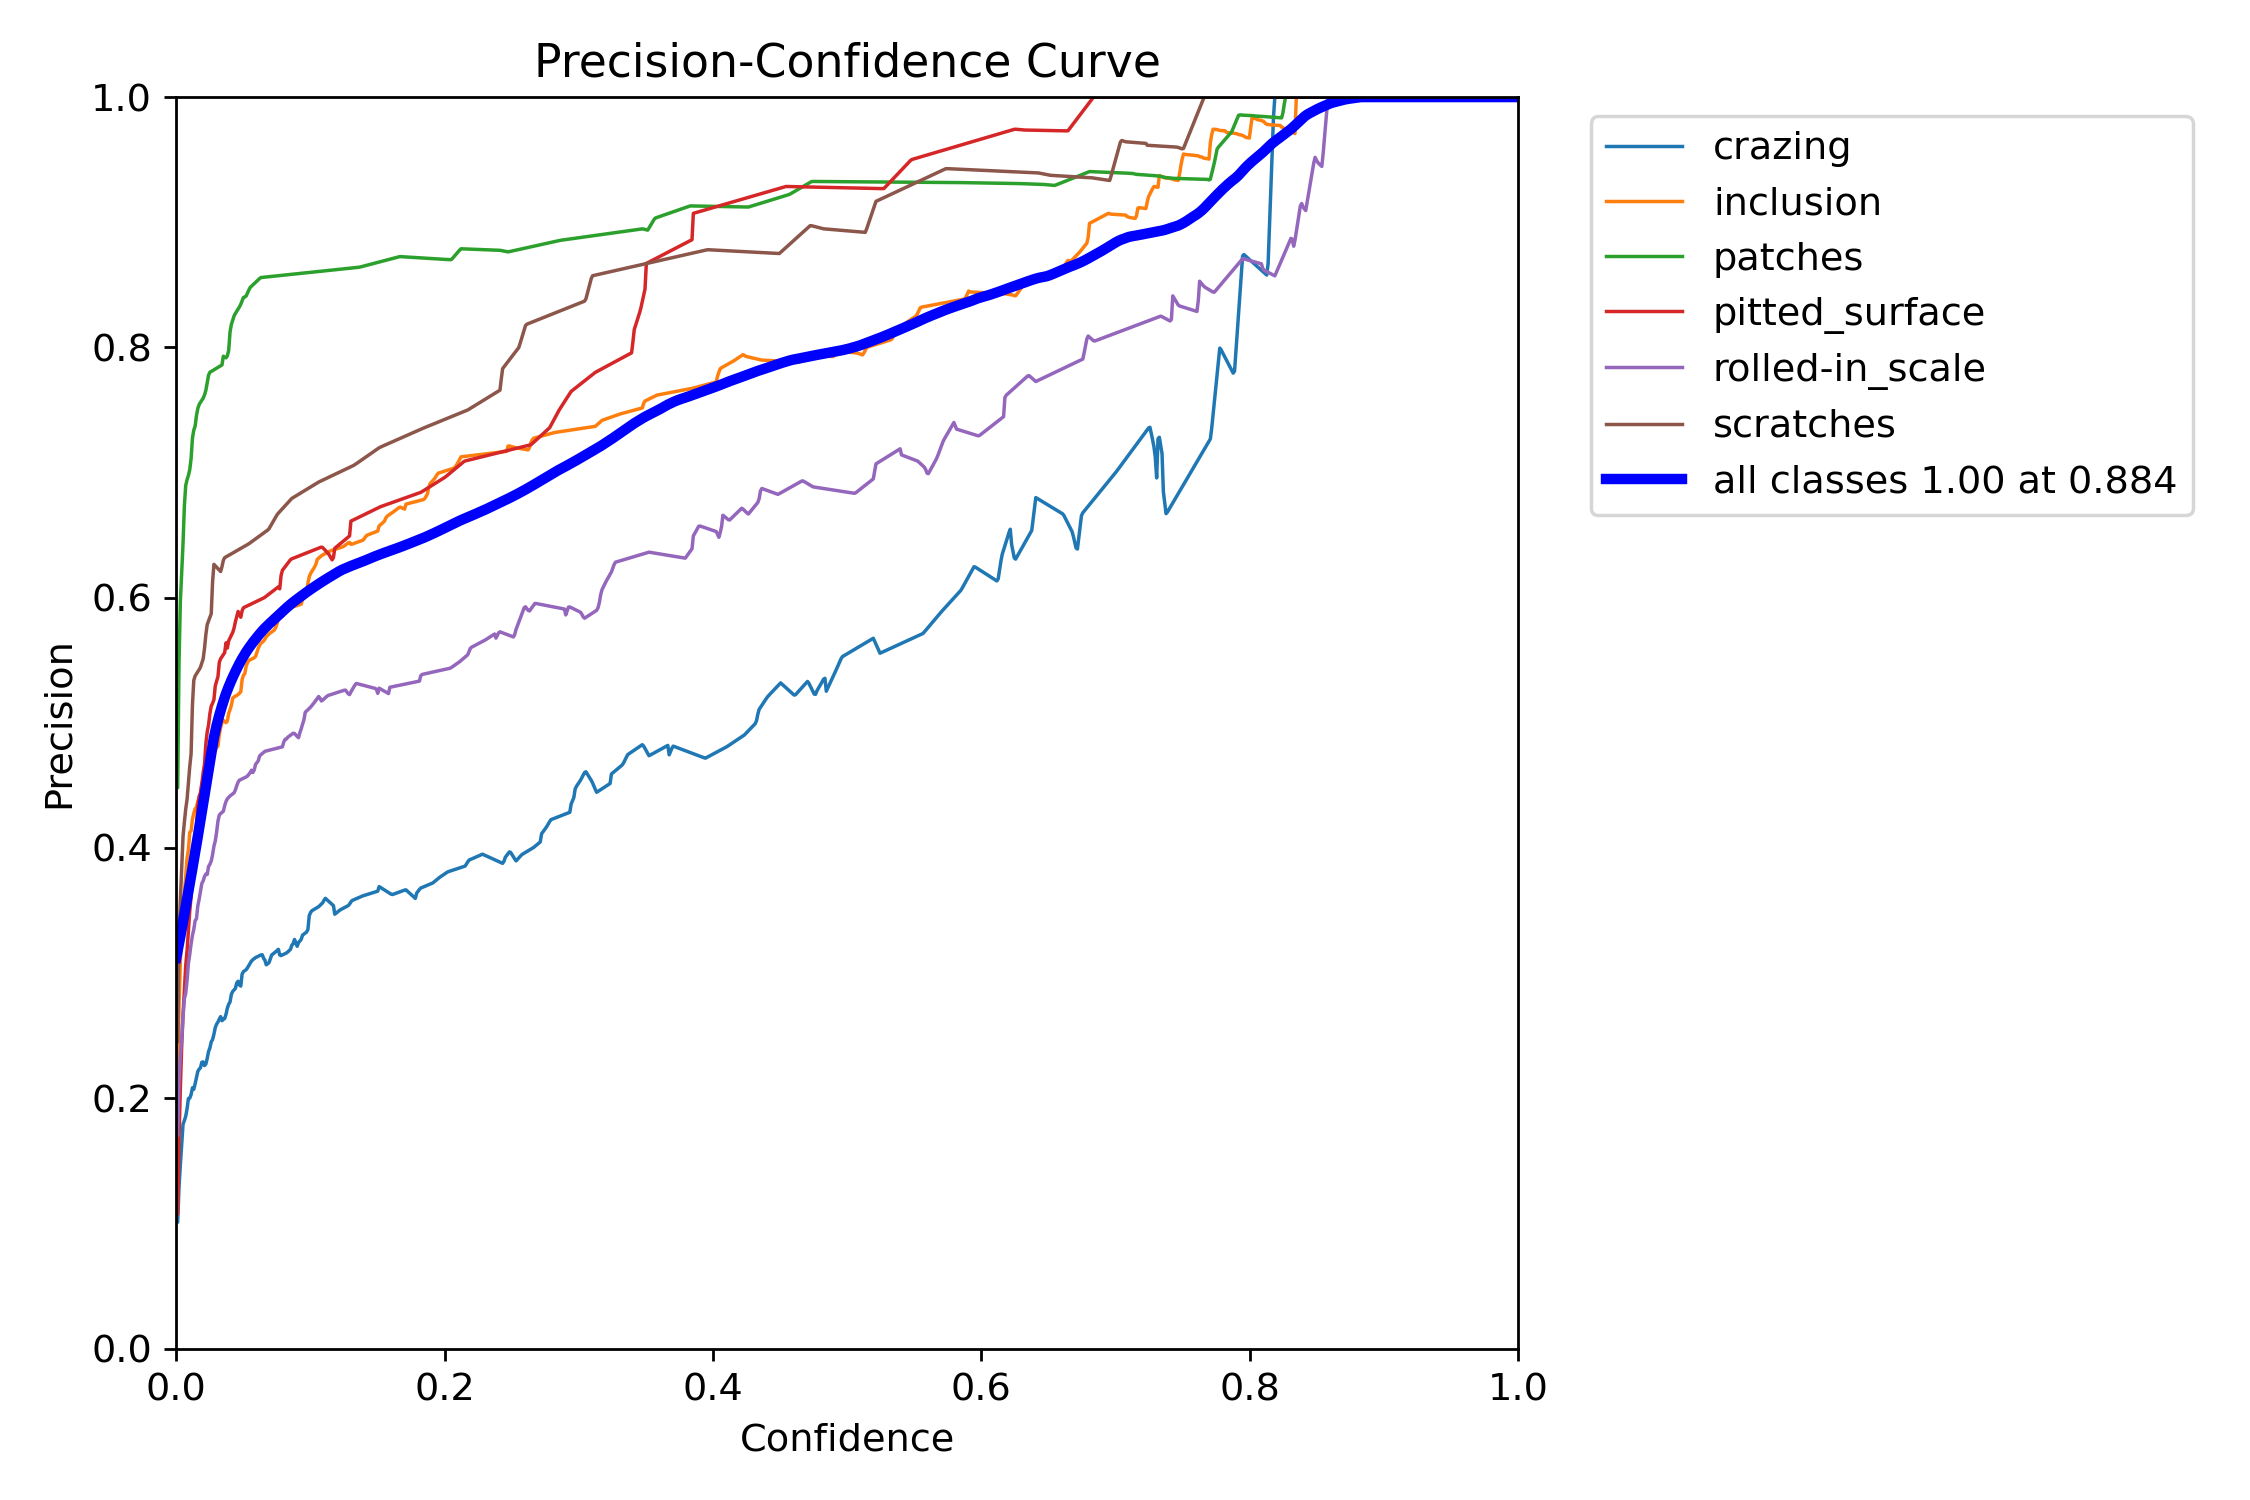 Precision-Confidence Curve
1.0
0.8
0.6
0.4
0.2
0.0
Precision
0.0 0.2 0.4 0.6 0.8 1.0
Confidence
crazing
inclusion
patches
pitted_surface
rolled-in_scale
scratches
all classes 1.00 at 0.884